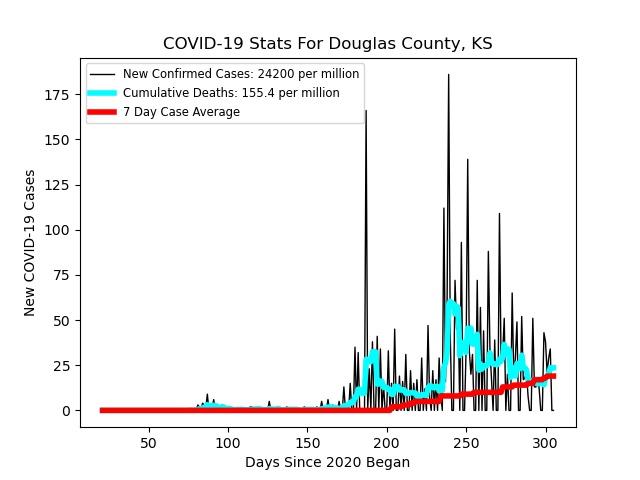 COVID-19 Stats For Douglas County, KS
New Confirmed Cases: 24200 per million
Cumulative Deaths: 155.4 per million
7 Day Case Average
New COVID-19 Cases
175
150
125
100
75
50
25
0
50 100 150 200 250 300
Days Since 2020 Began